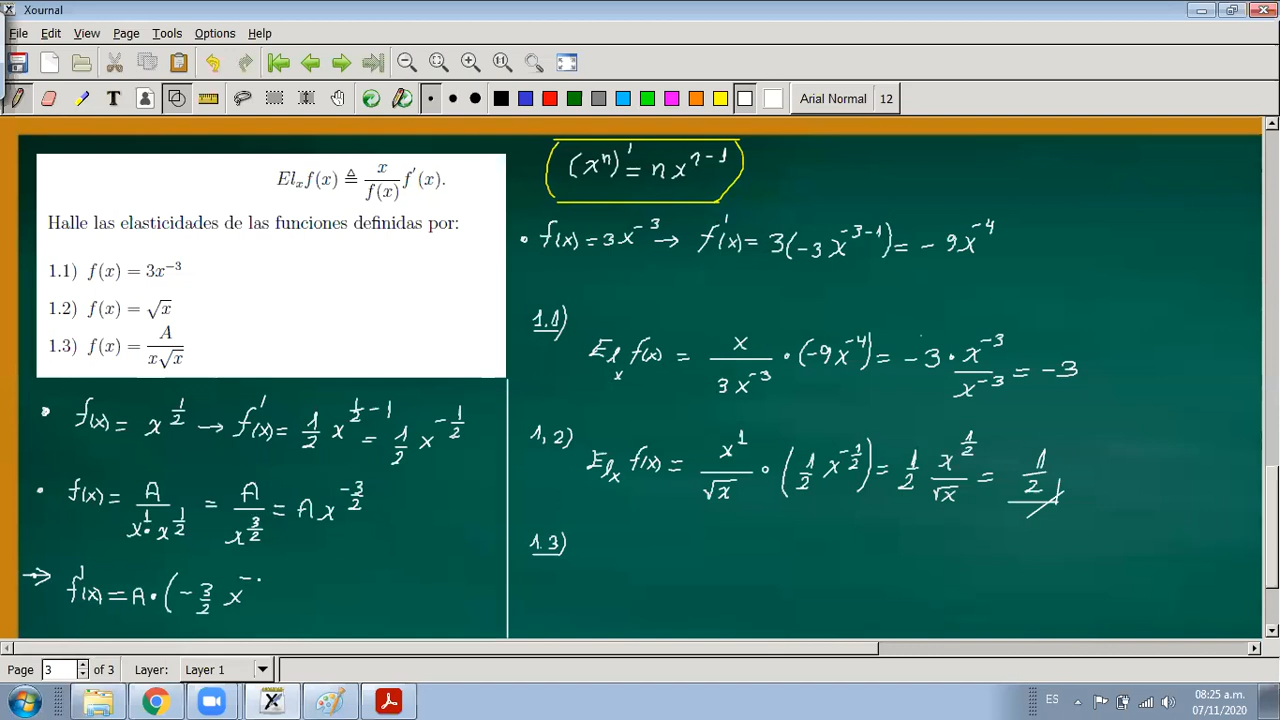 Xournal
File Edit View Page Tools Options Help
Arial Normal 12
El_x f(x) ≜ x/f(x) f'(x).
Halle las elasticidades de las funciones definidas por:
1.1) f(x) = 3x^{-3}
1.2) f(x) = √x
1.3) f(x) = A/(x√x)
(x^n)' = n x^{n-1}
• f(x) = 3x^{-3} → f'(x) = 3(-3x^{-3-1}) = -9x^{-4}
1.1)
El_x f(x) = x/(3x^{-3}) • (-9x^{-4}) = -3 • x^{-3}/x^{-3} = -3
• f(x) = x^{1/2} → f'(x) = 1/2 x^{1/2 - 1} = 1/2 x^{-1/2}
• f(x) = A/(x^1 • x^{1/2}) = A/x^{3/2} = A x^{-3/2}
→ f'(x) = A • (-3/2 x^{-
1,2)
El_x f(x) = x^1/√x • (1/2 x^{-1/2}) = 1/2 x^{1/2}/√x = 1/2
1.3)
Page 3 of 3 Layer: Layer 1
ES 08:25 a.m.
07/11/2020